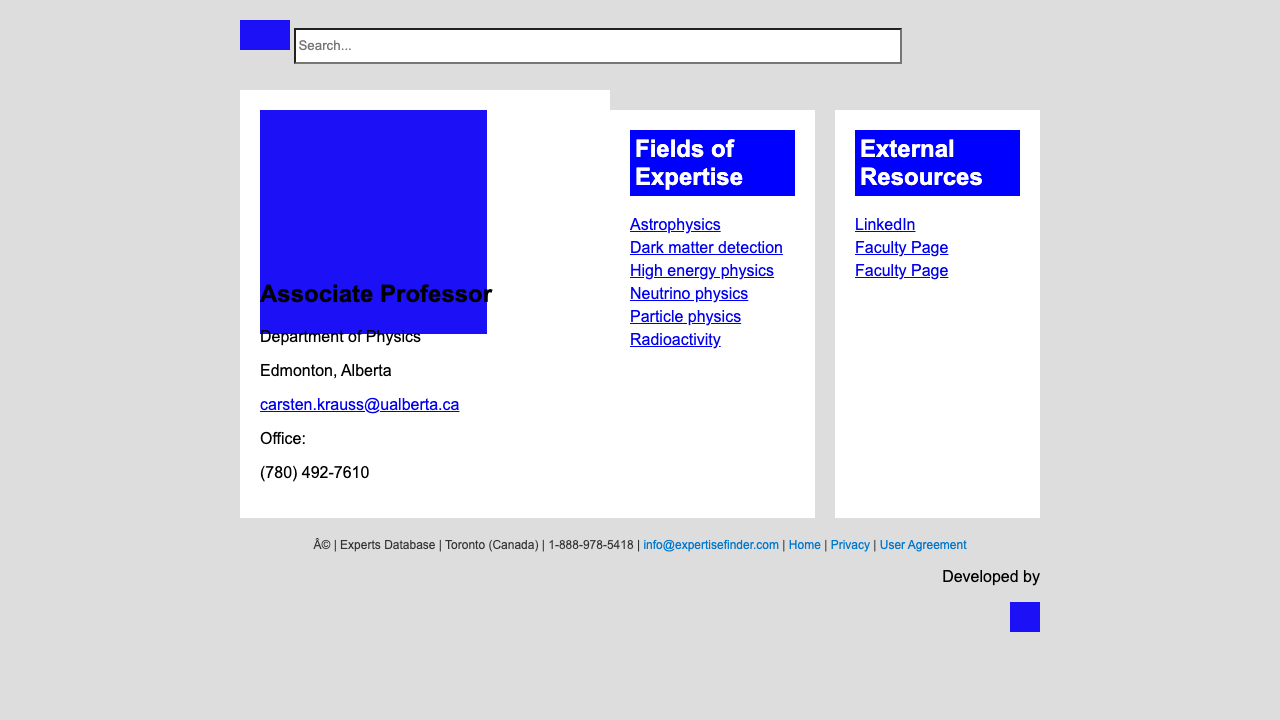 Search...
Associate Professor
Department of Physics
Edmonton, Alberta
carsten.krauss@ualberta.ca
Office:
(780) 492-7610
Fields of
Expertise
Astrophysics
Dark matter detection
High energy physics
Neutrino physics
Particle physics
Radioactivity
External
Resources
LinkedIn
Faculty Page
Faculty Page
Â© | Experts Database | Toronto (Canada) | 1-888-978-5418 | info@expertisefinder.com | Home | Privacy | User Agreement
Developed by